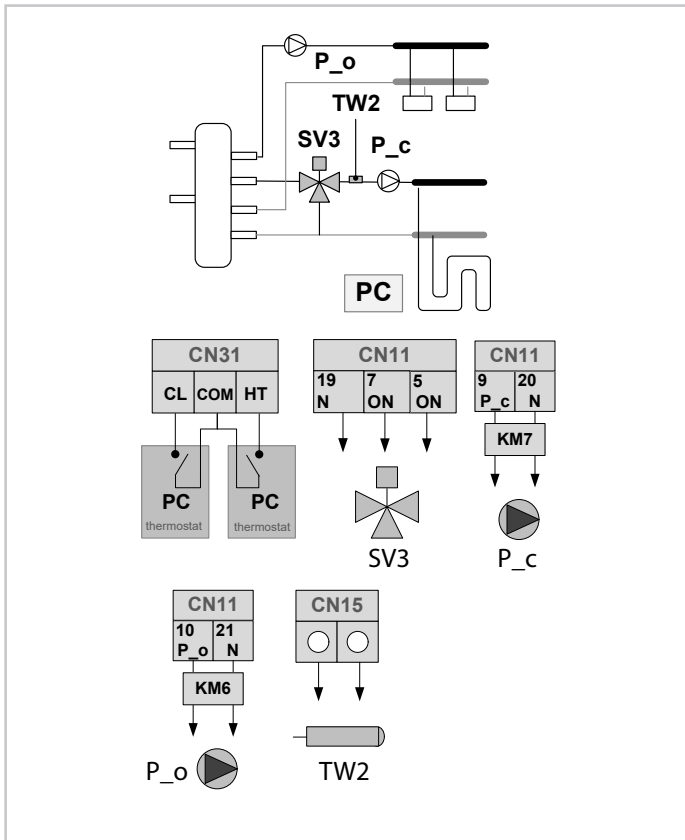 P_o
TW2
SV3
P_c
PC
CN31
CL COM HT
PC PC
thermostat thermostat
CN11
19 7 5
N ON ON
SV3
CN11
9 20
P_c N
KM7
P_c
CN11
10 21
P_o N
KM6
P_o
CN15
TW2